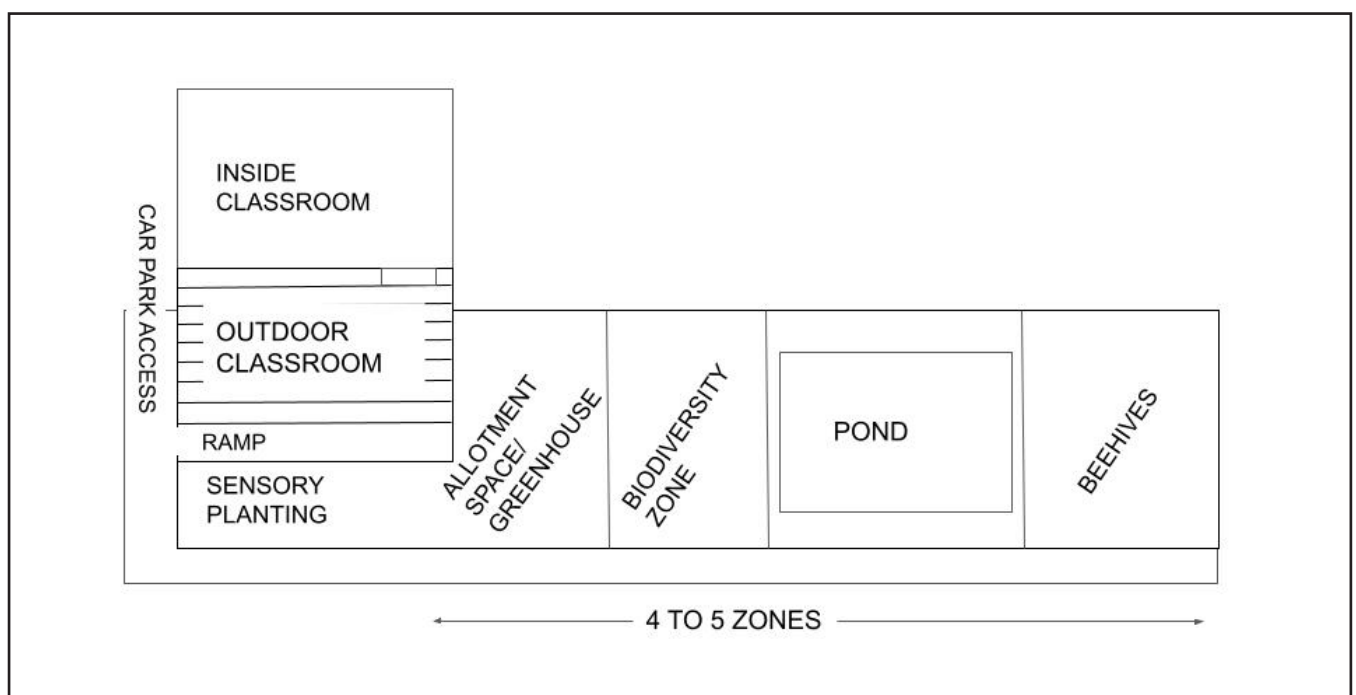 INSIDE
CLASSROOM
CAR PARK ACCESS
OUTDOOR
CLASSROOM
RAMP
SENSORY
PLANTING
ALLOTMENT
SPACE/
GREENHOUSE
BIODIVERSITY
ZONE
POND
BEEHIVES
4 TO 5 ZONES